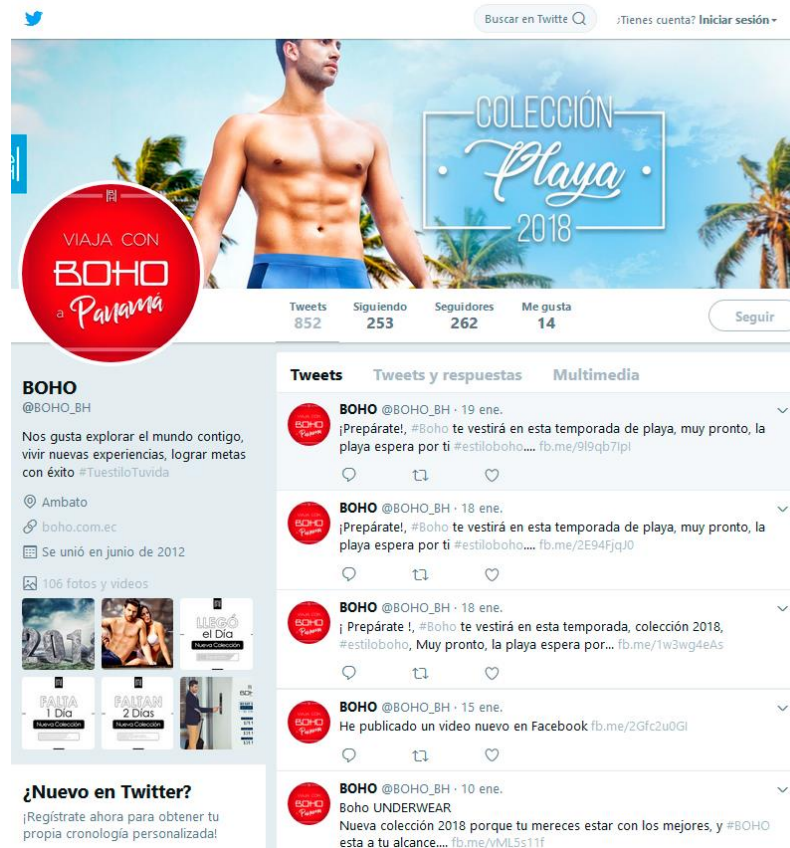 Buscar en Twitte
¿Tienes cuenta? Iniciar sesión
COLECCIÓN
Playa
2018
VIAJA CON
BOHO
a Panamá
Tweets
852
Siguiendo
253
Seguidores
262
Me gusta
14
Seguir
BOHO
@BOHO_BH
Nos gusta explorar el mundo contigo,
vivir nuevas experiencias, lograr metas
con éxito #TuestiloTuvida
Ambato
boho.com.ec
Se unió en junio de 2012
106 fotos y videos
LLEGÓ
el Día
Nueva Colección
FALTA
1 Día
Nueva Colección
FALTAN
2 Días
Nueva Colección
¿Nuevo en Twitter?
¡Regístrate ahora para obtener tu
propia cronología personalizada!
Tweets Tweets y respuestas Multimedia
BOHO @BOHO_BH · 19 ene.
¡Prepárate!, #Boho te vestirá en esta temporada de playa, muy pronto, la
playa espera por ti #estiloboho.... fb.me/9l9qb7IpI
BOHO @BOHO_BH · 18 ene.
¡Prepárate!, #Boho te vestirá en esta temporada de playa, muy pronto, la
playa espera por ti #estiloboho.... fb.me/2E94FjqJ0
BOHO @BOHO_BH · 18 ene.
¡ Prepárate !, #Boho te vestirá en esta temporada, colección 2018,
#estiloboho, Muy pronto, la playa espera por... fb.me/1w3wg4eAs
BOHO @BOHO_BH · 15 ene.
He publicado un video nuevo en Facebook fb.me/2Gfc2u0GI
BOHO @BOHO_BH · 10 ene.
Boho UNDERWEAR
Nueva colección 2018 porque tu mereces estar con los mejores, y #BOHO
esta a tu alcance.... fb.me/vML5s11f